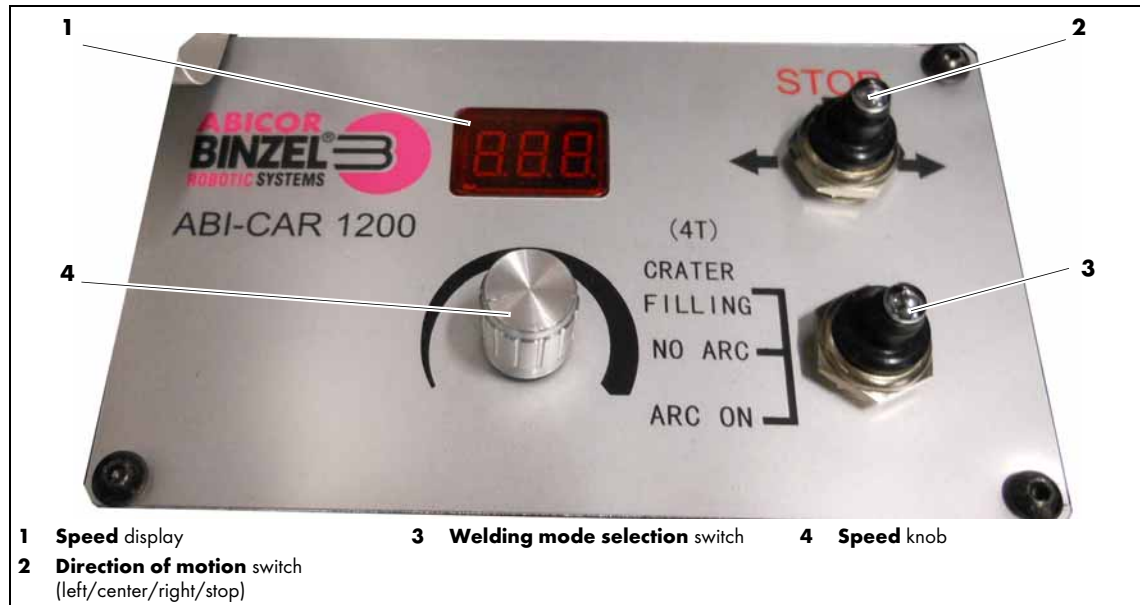 1
2
STOP
ABICOR
BINZEL®
ROBOTIC SYSTEMS
888
ABI-CAR 1200
(4T)
4
CRATER
3
FILLING
NO ARC
ARC ON
1 Speed display
3 Welding mode selection switch
4 Speed knob
2 Direction of motion switch
(left/center/right/stop)